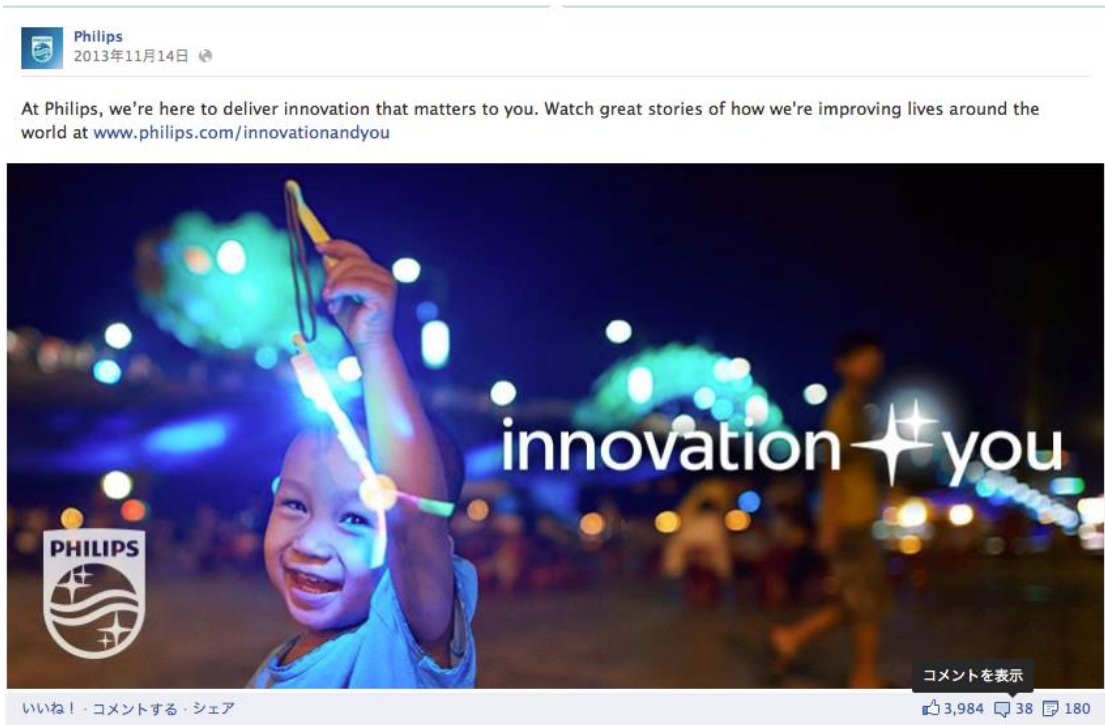 Philips
2013年11月14日
At Philips, we're here to deliver innovation that matters to you. Watch great stories of how we're improving lives around the
world at www.philips.com/innovationandyou
innovation you
PHILIPS
コメントを表示
いいね！ · コメントする · シェア 3,984 38 180